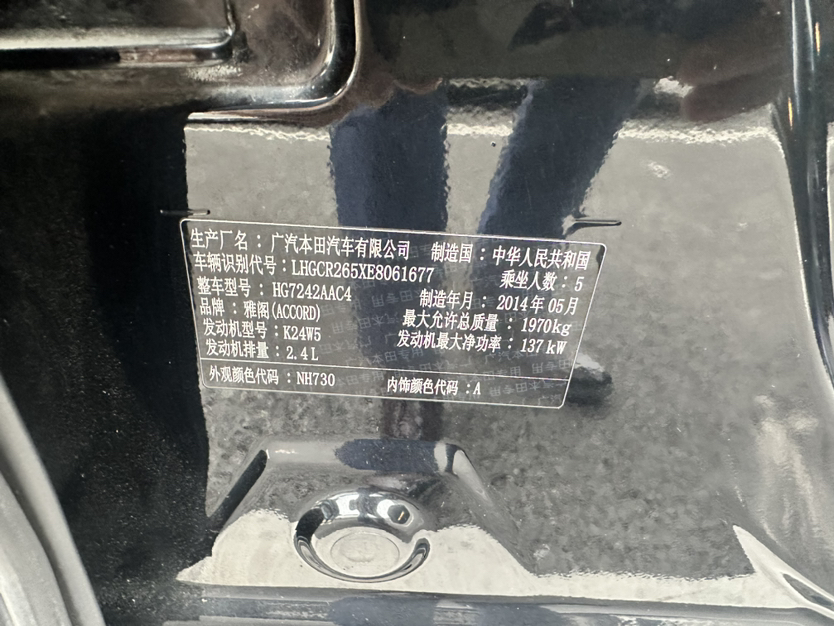 生产厂名：广汽本田汽车有限公司 制造国：中华人民共和国
车辆识别代号：LHGCR265XE8061677 乘坐人数：5
整车型号：HG7242AAC4 制造年月：2014年05月
品牌：雅阁(ACCORD) 最大允许总质量：1970kg
发动机型号：K24W5 发动机最大净功率：137kW
发动机排量：2.4L
外观颜色代码：NH730 内饰颜色代码：A